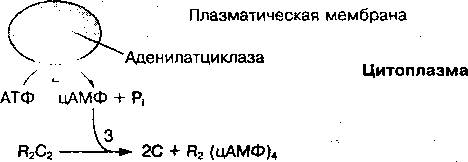 Плазматическая мембрана
Аденилатциклаза
Цитоплазма
АТФ цАМФ + Pi
3
R₂C₂ 2C + R₂ (цАМФ)₄